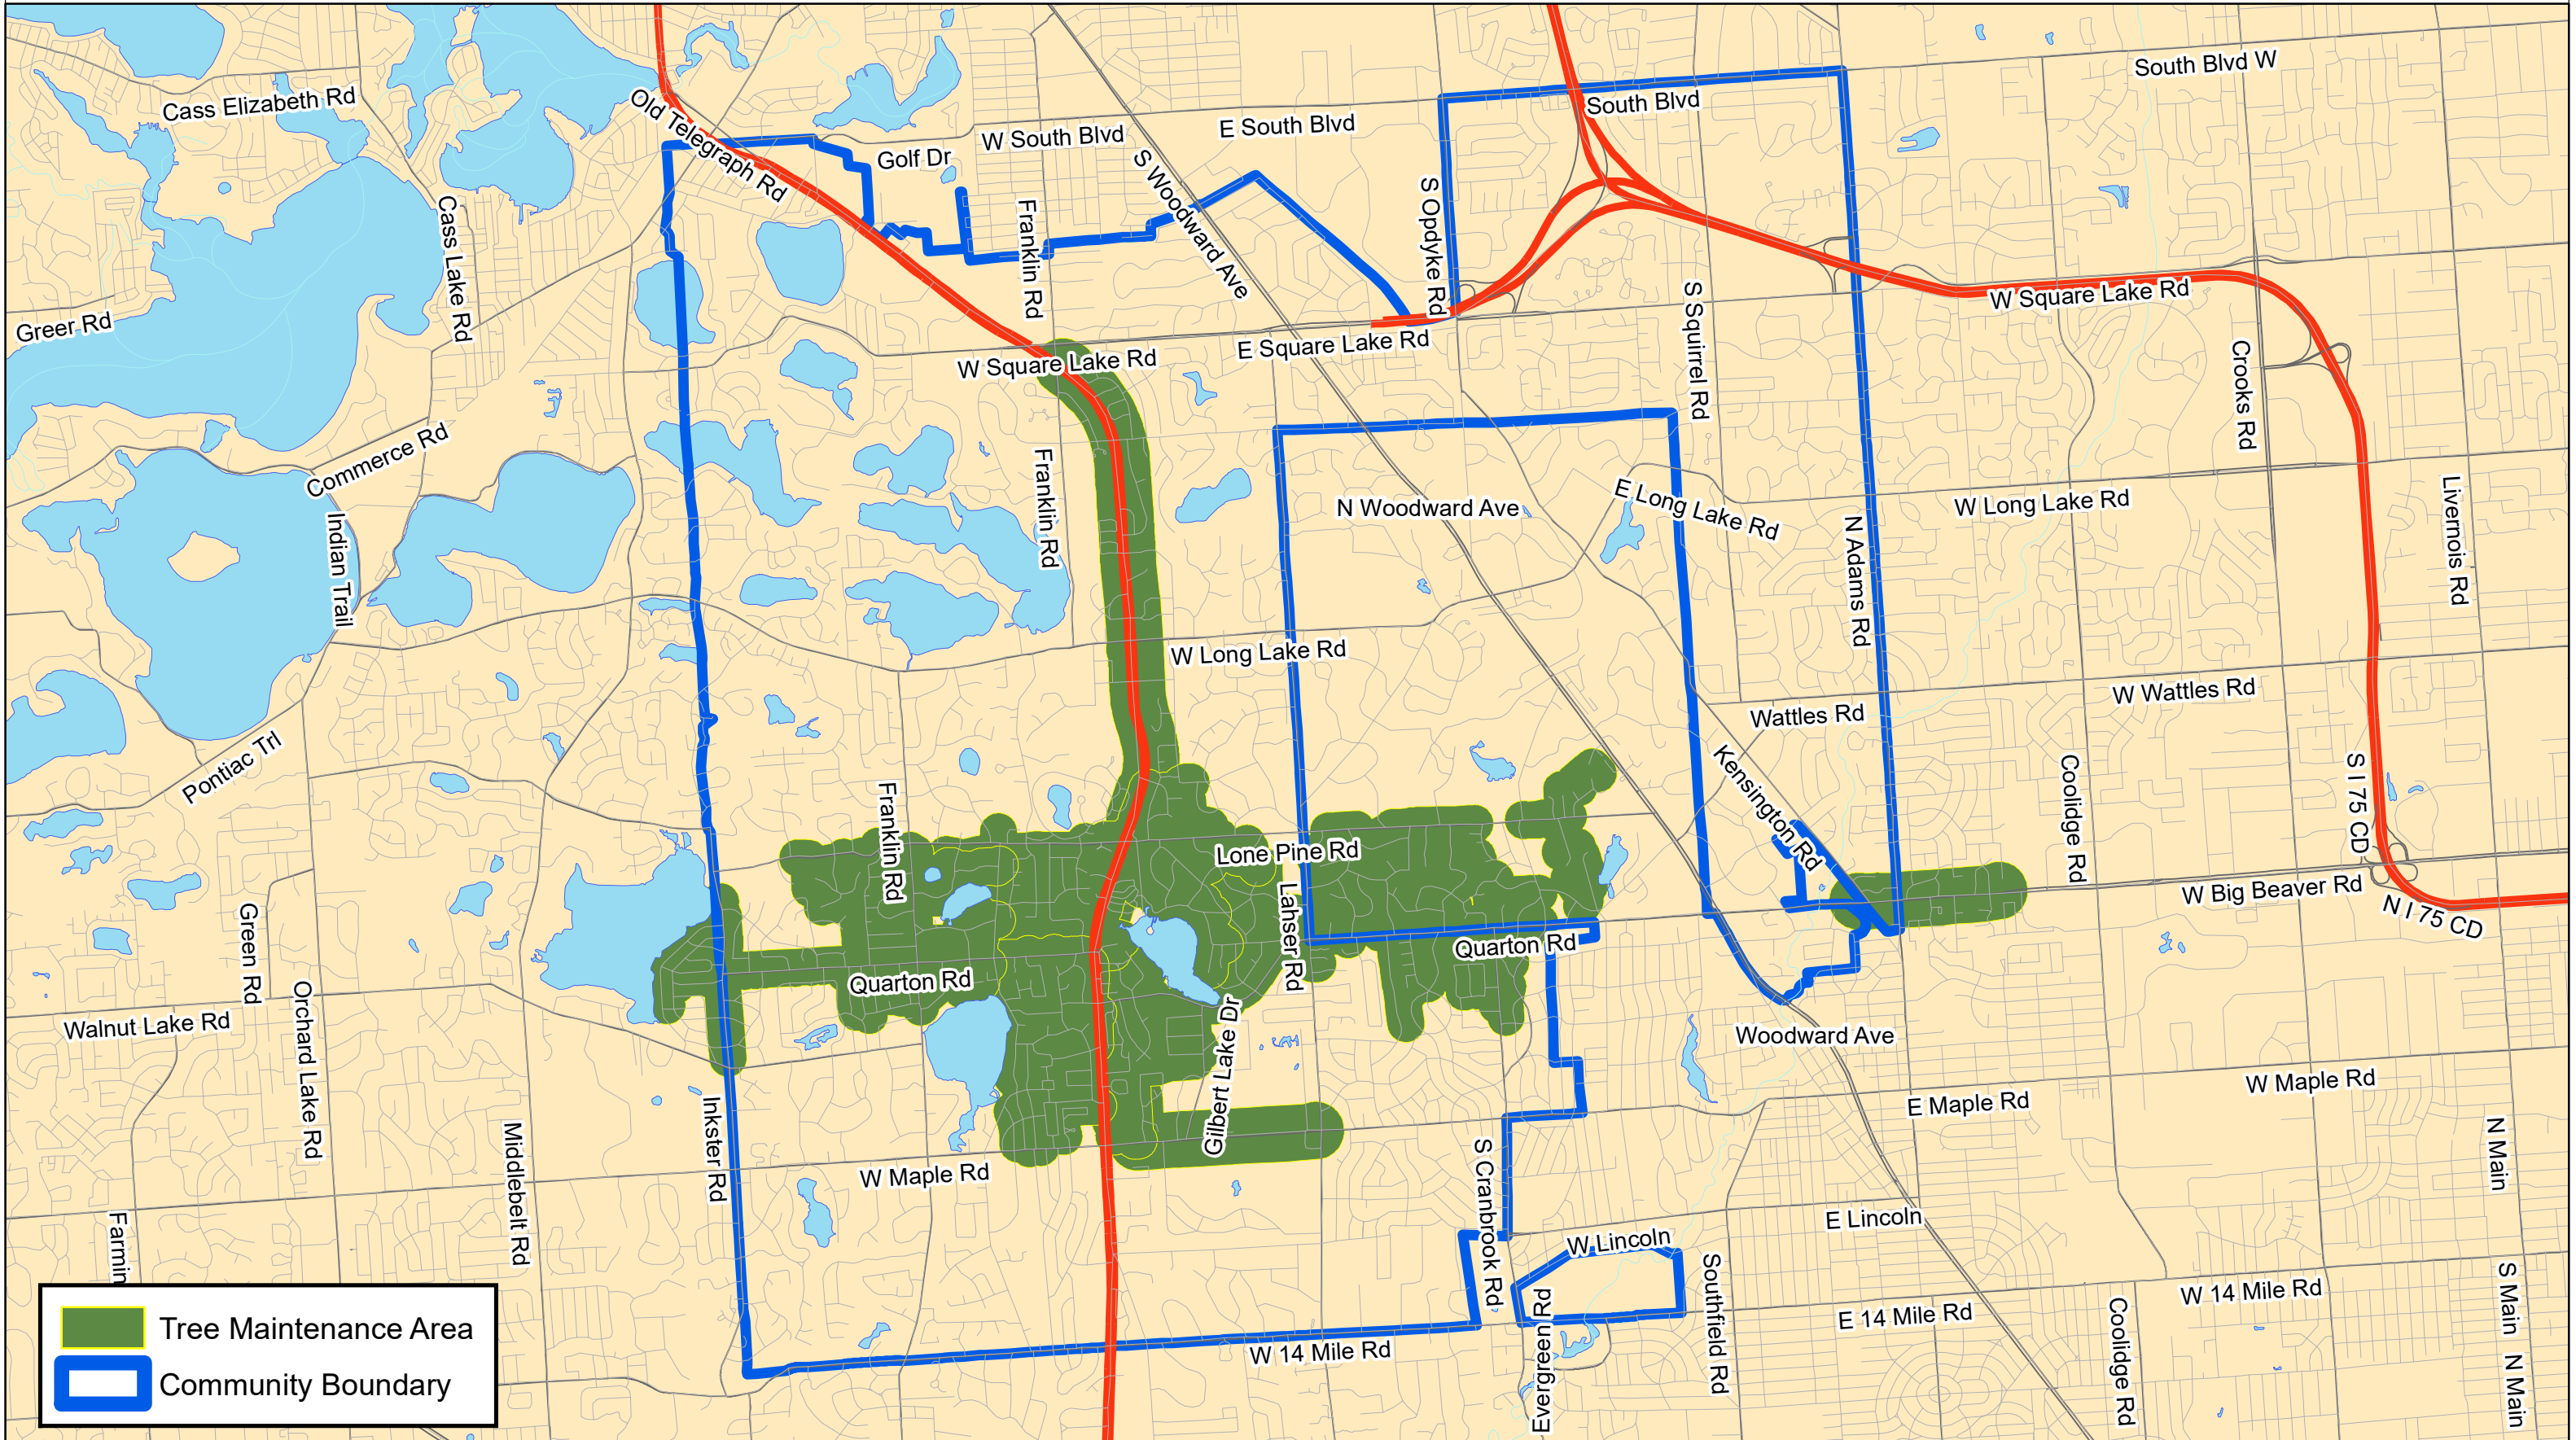 South Blvd W
Cass Elizabeth Rd
South Blvd
Old Telegraph Rd
E South Blvd
W South Blvd
Golf Dr
S Woodward Ave
S Opdyke Rd
Franklin Rd
Cass Lake Rd
Greer Rd
W Square Lake Rd
S Squirrel Rd
E Square Lake Rd
W Square Lake Rd
Crooks Rd
Commerce Rd
Franklin Rd
N Woodward Ave
E Long Lake Rd
W Long Lake Rd
Livernois Rd
Indian Trail
N Adams Rd
W Long Lake Rd
W Wattles Rd
Wattles Rd
Pontiac Trl
Kensington Rd
Coolidge Rd
S I 75 CD
Franklin Rd
Lone Pine Rd
W Big Beaver Rd
N I 75 CD
Lahser Rd
Green Rd
Quarton Rd
Quarton Rd
Orchard Lake Rd
Walnut Lake Rd
Gilbert Lake Dr
Woodward Ave
W Maple Rd
E Maple Rd
Inkster Rd
Middlebelt Rd
W Maple Rd
S Cranbrook Rd
N Main
E Lincoln
W Lincoln
Farmin
Southfield Rd
W 14 Mile Rd
S Main
E 14 Mile Rd
Evergreen Rd
W 14 Mile Rd
Coolidge Rd
N Main
Tree Maintenance Area
Community Boundary